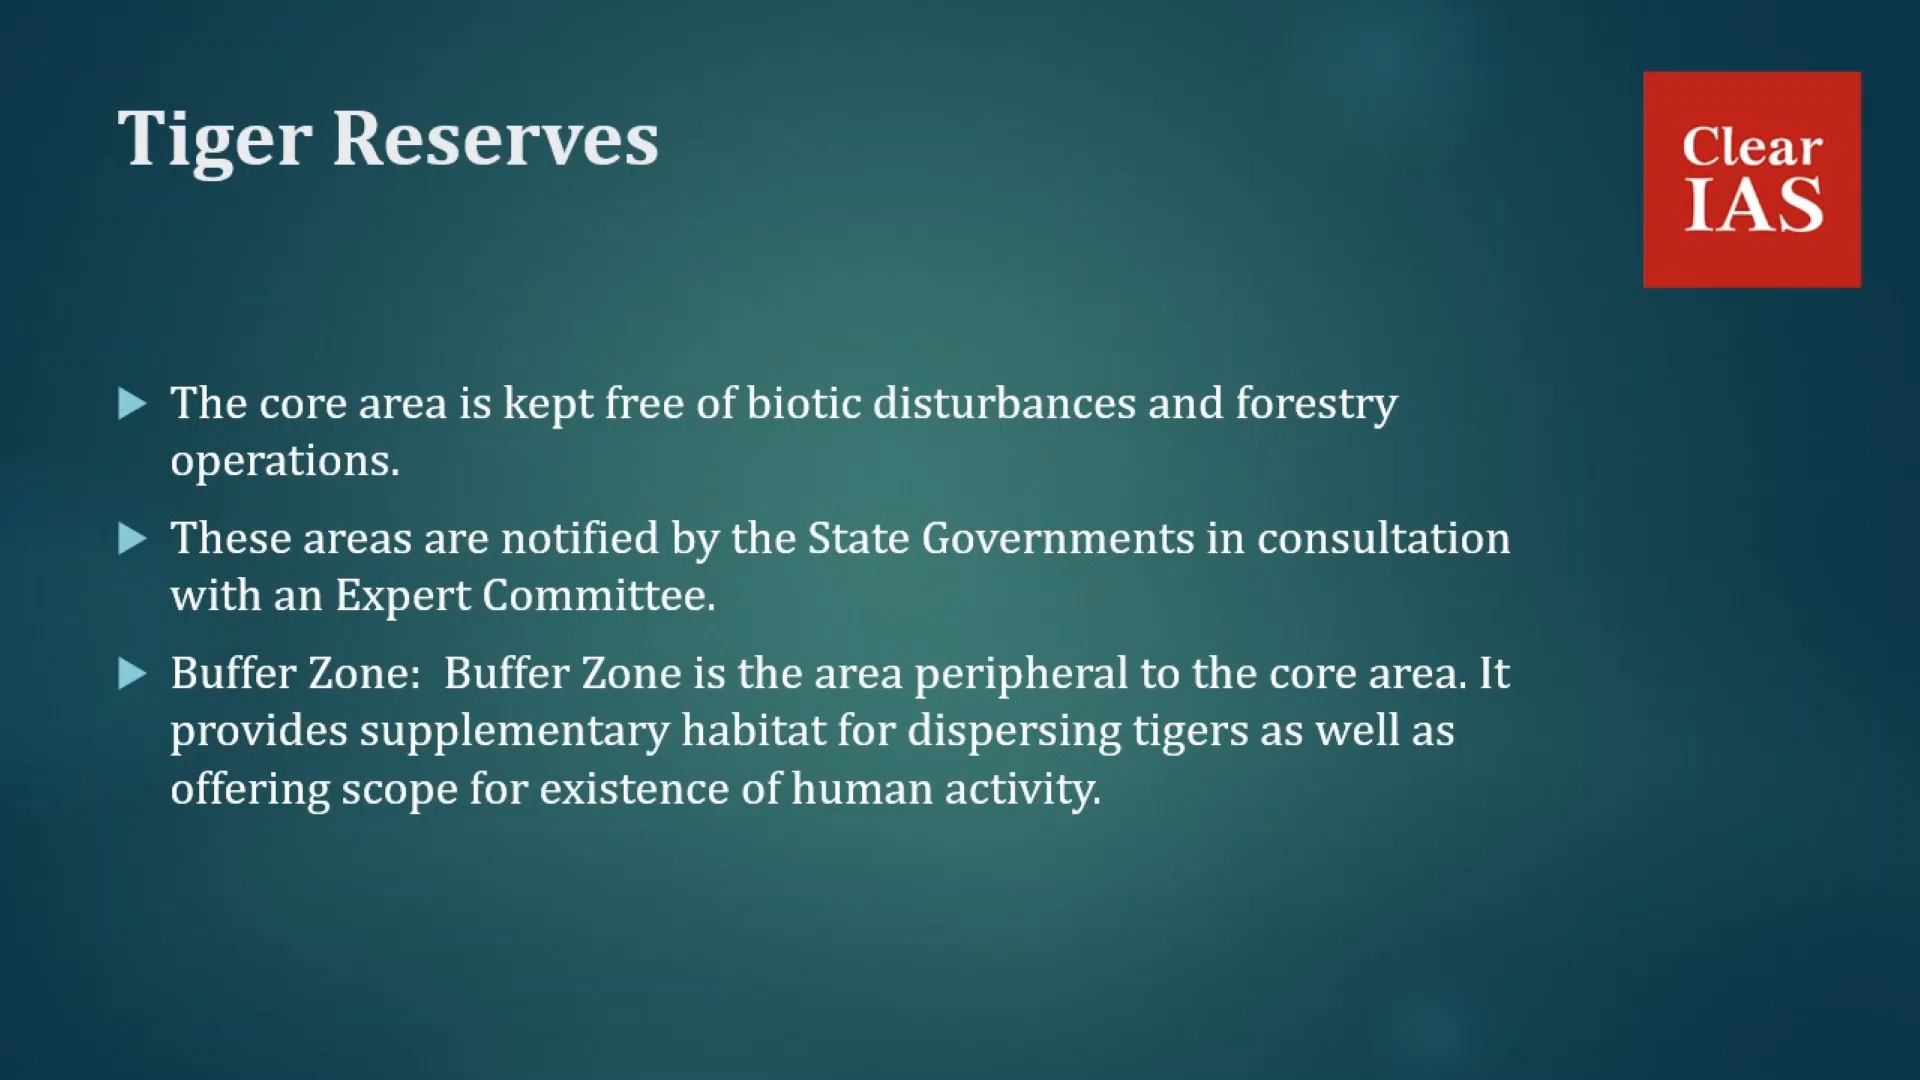 Tiger Reserves
Clear
IAS
The core area is kept free of biotic disturbances and forestry
operations.
These areas are notified by the State Governments in consultation
with an Expert Committee.
Buffer Zone:  Buffer Zone is the area peripheral to the core area. It
provides supplementary habitat for dispersing tigers as well as
offering scope for existence of human activity.